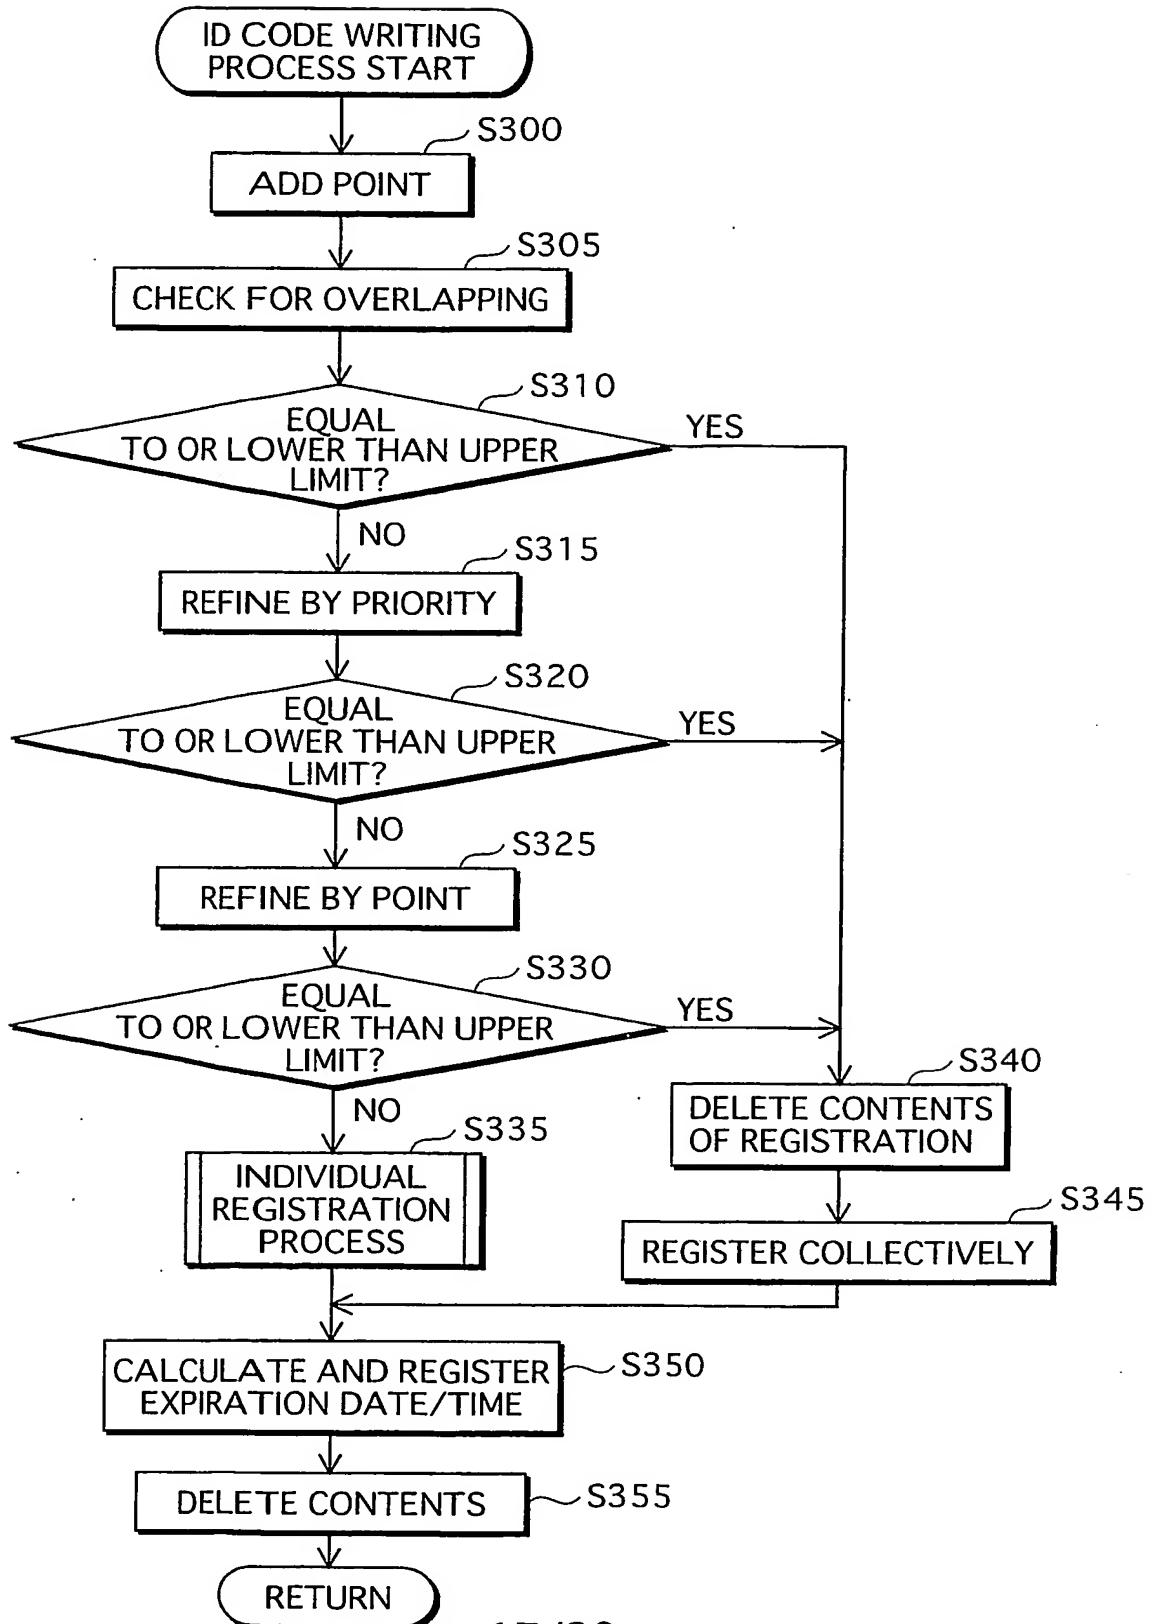 ID CODE WRITING
PROCESS START
S300
ADD POINT
S305
CHECK FOR OVERLAPPING
S310
EQUAL
TO OR LOWER THAN UPPER
LIMIT?
YES
NO
S315
REFINE BY PRIORITY
S320
EQUAL
TO OR LOWER THAN UPPER
LIMIT?
YES
NO
S325
REFINE BY POINT
S330
EQUAL
TO OR LOWER THAN UPPER
LIMIT?
YES
NO
S340
DELETE CONTENTS
OF REGISTRATION
S335
INDIVIDUAL
REGISTRATION
PROCESS
S345
REGISTER COLLECTIVELY
S350
CALCULATE AND REGISTER
EXPIRATION DATE/TIME
S355
DELETE CONTENTS
RETURN